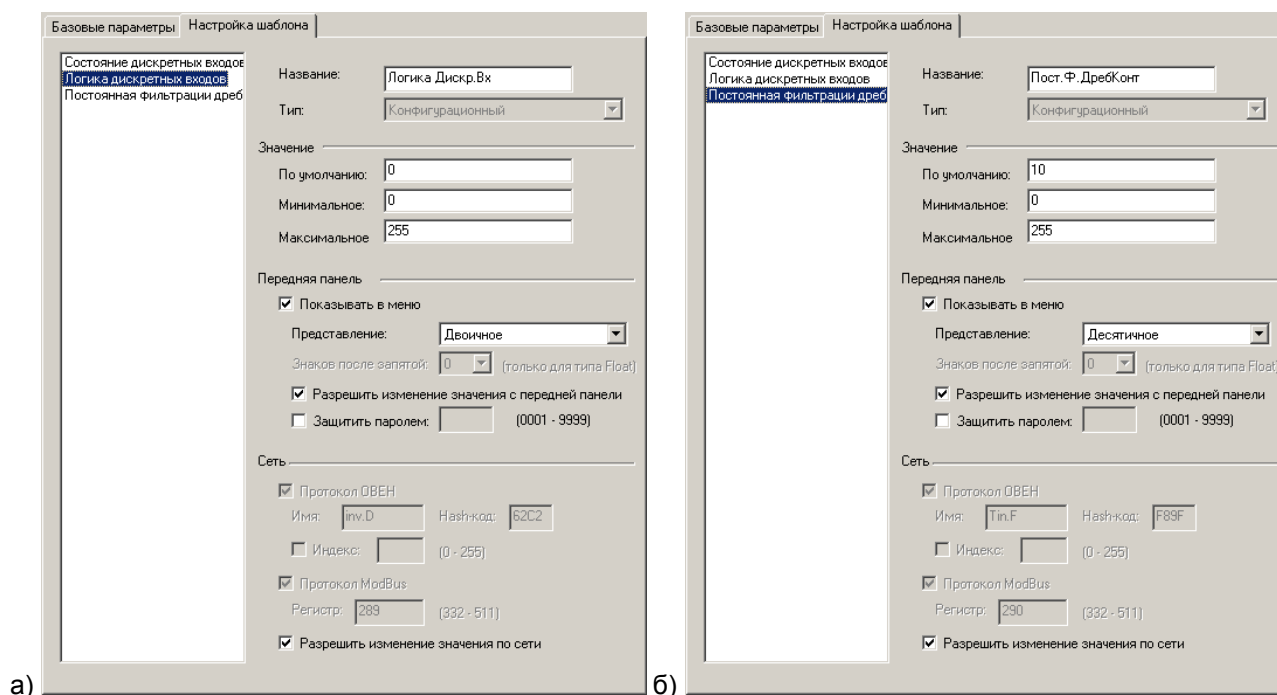 Базовые параметры Настройка шаблона
Состояние дискретных входов
Логика дискретных входов
Постоянная фильтрации дреб
Название: Логика Дискр.Вх
Тип: Конфигурационный
Значение
По умолчанию: 0
Минимальное: 0
Максимальное 255
Передняя панель
Показывать в меню
Представление: Двоичное
Знаков после запятой: 0 (только для типа Float)
Разрешить изменение значения с передней панели
Защитить паролем: (0001 - 9999)
Сеть
Протокол ОВЕН
Имя: inv.D Hash-код: 62C2
Индекс: (0 - 255)
Протокол ModBus
Регистр: 289 (332 - 511)
Разрешить изменение значения по сети
а)
Базовые параметры Настройка шаблона
Состояние дискретных входов
Логика дискретных входов
Постоянная фильтрации дреб
Название: Пост.Ф.ДребКонт
Тип: Конфигурационный
Значение
По умолчанию: 10
Минимальное: 0
Максимальное 255
Передняя панель
Показывать в меню
Представление: Десятичное
Знаков после запятой: 0 (только для типа Float)
Разрешить изменение значения с передней панели
Защитить паролем: (0001 - 9999)
Сеть
Протокол ОВЕН
Имя: Tin.F Hash-код: F89F
Индекс: (0 - 255)
Протокол ModBus
Регистр: 290 (332 - 511)
Разрешить изменение значения по сети
б)